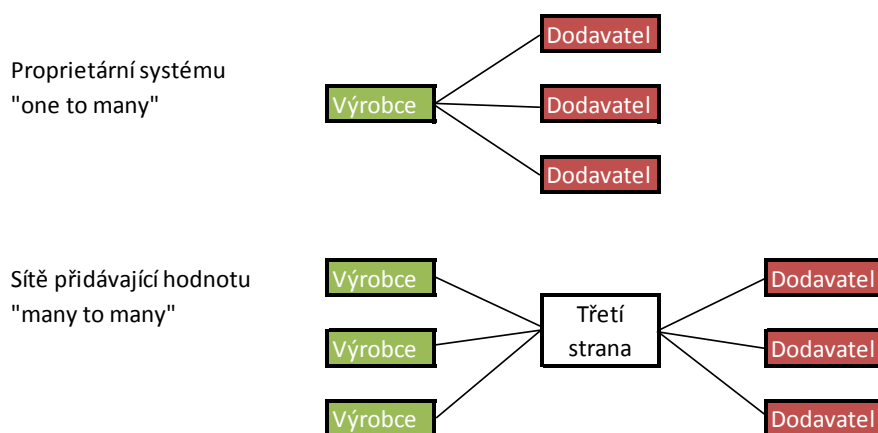 Dodavatel
Proprietární systému
"one to many"
Výrobce
Dodavatel
Dodavatel
Sítě přidávající hodnotu
"many to many"
Výrobce
Dodavatel
Třetí
strana
Výrobce
Dodavatel
Výrobce
Dodavatel